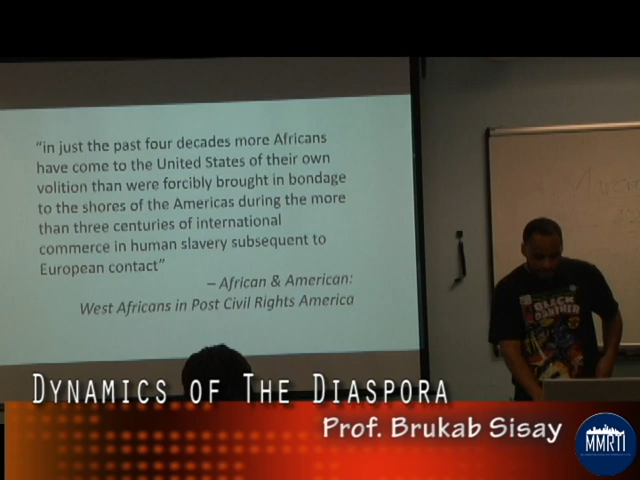 “in just the past four decades more Africans
have come to the United States of their own
volition than were forcibly brought in bondage
to the shores of the Americas during the more
than three centuries of international
commerce in human slavery subsequent to
European contact”
– African & American:
West Africans in Post Civil Rights America
BLACK
PANTHER
DYNAMICS OF THE DIASPORA
Prof. Brukab Sisay
MMRTI